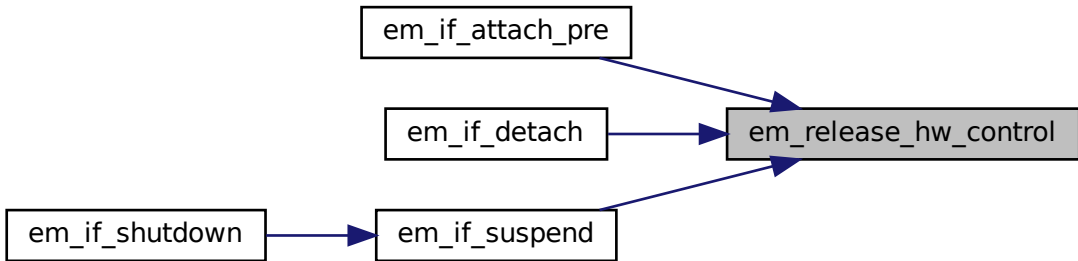 em_if_attach_pre
em_if_detach
em_release_hw_control
em_if_shutdown
em_if_suspend